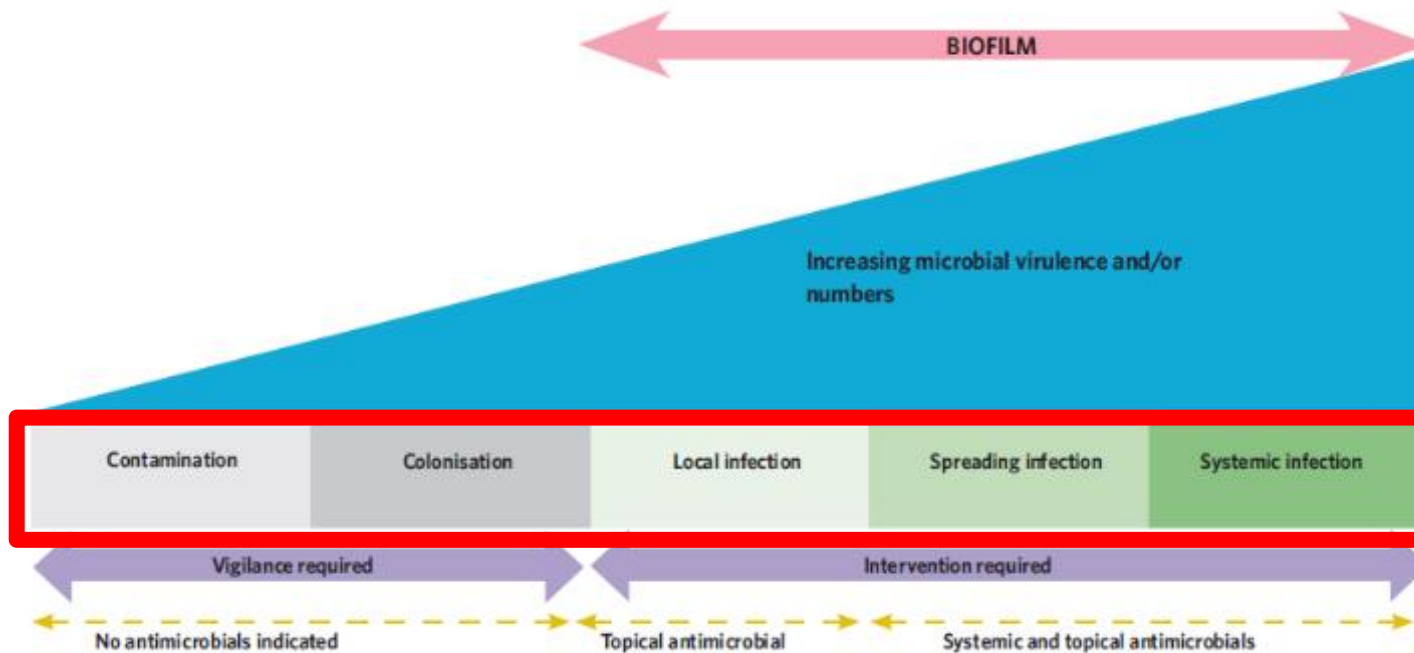 BIOFILM
Increasing microbial virulence and/or
numbers
Contamination
Colonisation
Local infection
Spreading infection
Systemic infection
Vigilance required
Intervention required
No antimicrobials indicated
Topical antimicrobial
Systemic and topical antimicrobials